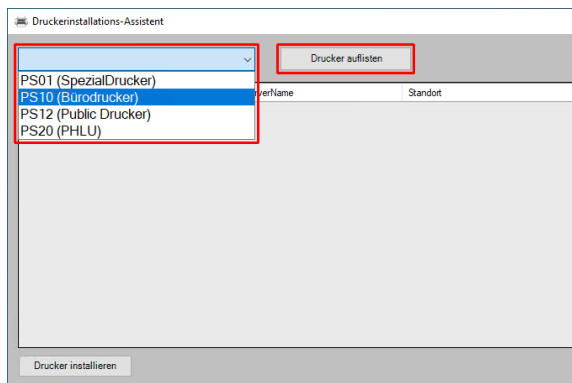 Druckerinstallations-Assistent
Drucker auflisten
PS01 (SpezialDrucker)
PS10 (Bürodrucker)
PS12 (Public Drucker)
PS20 (PHLU)
Standort
Drucker installieren